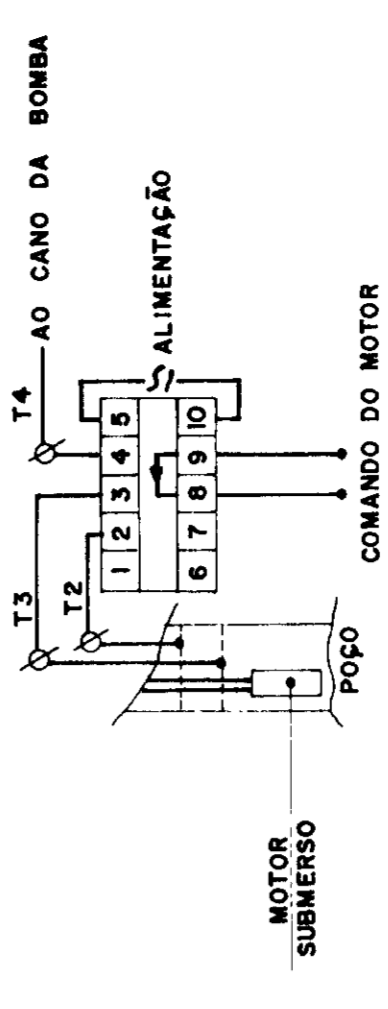 AO CANO DA BOMBA
T4
T3
T2
ALIMENTAÇÃO
S1
1 2 3 4 5
6 7 8 9 10
COMANDO DO MOTOR
POÇO
MOTOR
SUBMERSO